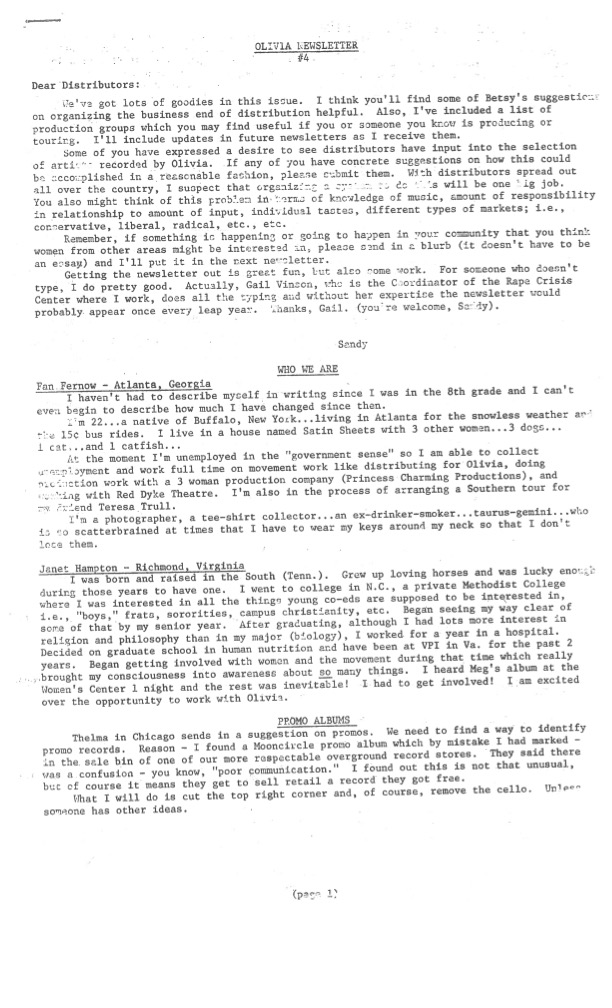 OLIVIA NEWSLETTER
#4
Dear Distributors:
We've got lots of goodies in this issue. I think you'll find some of Betsy's suggestions
on organizing the business end of distribution helpful. Also, I've included a list of
production groups which you may find useful if you or someone you know is producing or
touring. I'll include updates in future newsletters as I receive them.
Some of you have expressed a desire to see distributors have input into the selection
of artists recorded by Olivia. If any of you have concrete suggestions on how this could
be accomplished in a reasonable fashion, please submit them. With distributors spread out
all over the country, I suspect that organizing a system to do this will be one big job.
You also might think of this problem in terms of knowledge of music, amount of responsibility
in relationship to amount of input, individual tastes, different types of markets; i.e.,
conservative, liberal, radical, etc., etc.
Remember, if something is happening or going to happen in your community that you think
women from other areas might be interested in, please send in a blurb (it doesn't have to be
an essay) and I'll put it in the next newsletter.
Getting the newsletter out is great fun, but also some work. For someone who doesn't
type, I do pretty good. Actually, Gail Vinson, who is the Coordinator of the Rape Crisis
Center where I work, does all the typing and without her expertise the newsletter would
probably appear once every leap year. Thanks, Gail. (you're welcome, Sandy).
Sandy
WHO WE ARE
Fan Fernow - Atlanta, Georgia
I haven't had to describe myself in writing since I was in the 8th grade and I can't
even begin to describe how much I have changed since then.
I'm 22...a native of Buffalo, New York...living in Atlanta for the snowless weather and
the 15c bus rides. I live in a house named Satin Sheets with 3 other women...3 dogs...
1 cat...and 1 catfish...
At the moment I'm unemployed in the "government sense" so I am able to collect
unemployment and work full time on movement work like distributing for Olivia, doing
production work with a 3 woman production company (Princess Charming Productions), and
working with Red Dyke Theatre. I'm also in the process of arranging a Southern tour for
my friend Teresa Trull.
I'm a photographer, a tee-shirt collector...an ex-drinker-smoker...taurus-gemini...who
is so scatterbrained at times that I have to wear my keys around my neck so that I don't
lose them.
Janet Hampton - Richmond, Virginia
I was born and raised in the South (Tenn.). Grew up loving horses and was lucky enough
during those years to have one. I went to college in N.C., a private Methodist College
where I was interested in all the things young co-eds are supposed to be interested in,
i.e., "boys," frats, sororities, campus christianity, etc. Began seeing my way clear of
some of that by my senior year. After graduating, although I had lots more interest in
religion and philosophy than in my major (biology), I worked for a year in a hospital.
Decided on graduate school in human nutrition and have been at VPI in Va. for the past 2
years. Began getting involved with women and the movement during that time which really
brought my consciousness into awareness about so many things. I heard Meg's album at the
Women's Center 1 night and the rest was inevitable! I had to get involved! I am excited
over the opportunity to work with Olivia.
PROMO ALBUMS
Thelma in Chicago sends in a suggestion on promos. We need to find a way to identify
promo records. Reason - I found a Mooncircle promo album which by mistake I had marked -
in the sale bin of one of our more respectable overground record stores. They said there
was a confusion - you know, "poor communication." I found out this is not that unusual,
but of course it means they get to sell retail a record they got free.
What I will do is cut the top right corner and, of course, remove the cello. Unless
someone has other ideas.
(page 1)